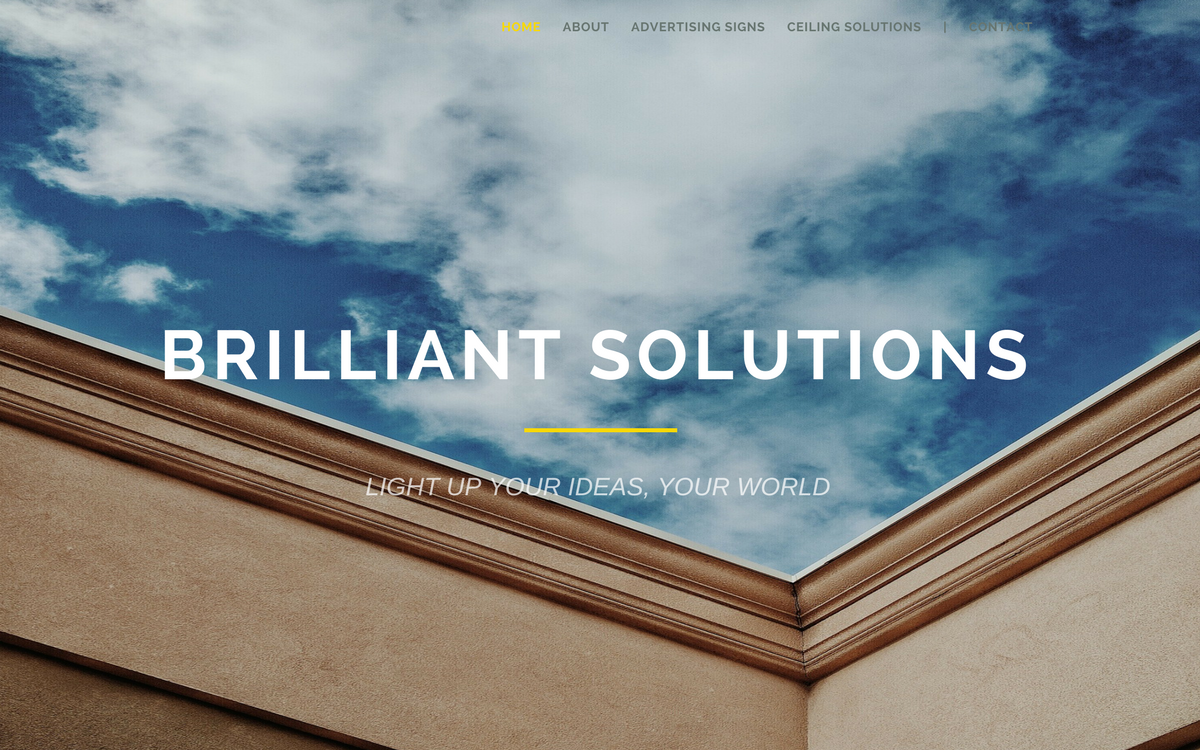 HOME ABOUT ADVERTISING SIGNS CEILING SOLUTIONS | CONTACT
BRILLIANT SOLUTIONS
LIGHT UP YOUR IDEAS, YOUR WORLD